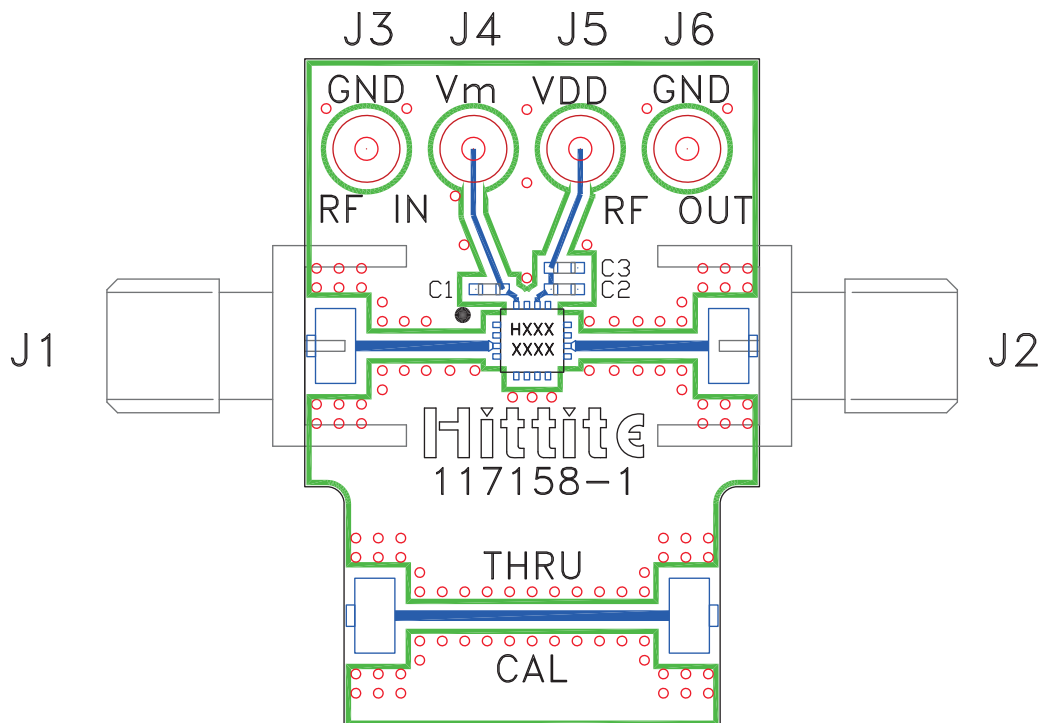 J3 J4 J5 J6
GND Vm VDD GND
RF IN RF OUT
C3
C1 C2
HXXX
XXXX
J1 J2
Hittite
117158-1
THRU
CAL